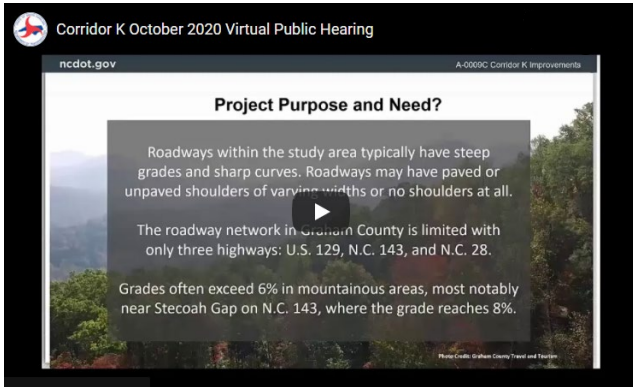 Corridor K October 2020 Virtual Public Hearing
ncdot.gov
A-0009C Corridor K Improvements
Project Purpose and Need?
Roadways within the study area typically have steep
grades and sharp curves. Roadways may have paved or
unpaved shoulders of varying widths or no shoulders at all.
The roadway network in Graham County is limited with
only three highways: U.S. 129, N.C. 143, and N.C. 28.
Grades often exceed 6% in mountainous areas, most notably
near Stecoah Gap on N.C. 143, where the grade reaches 8%.
Photo Credit: Graham County Travel and Tourism